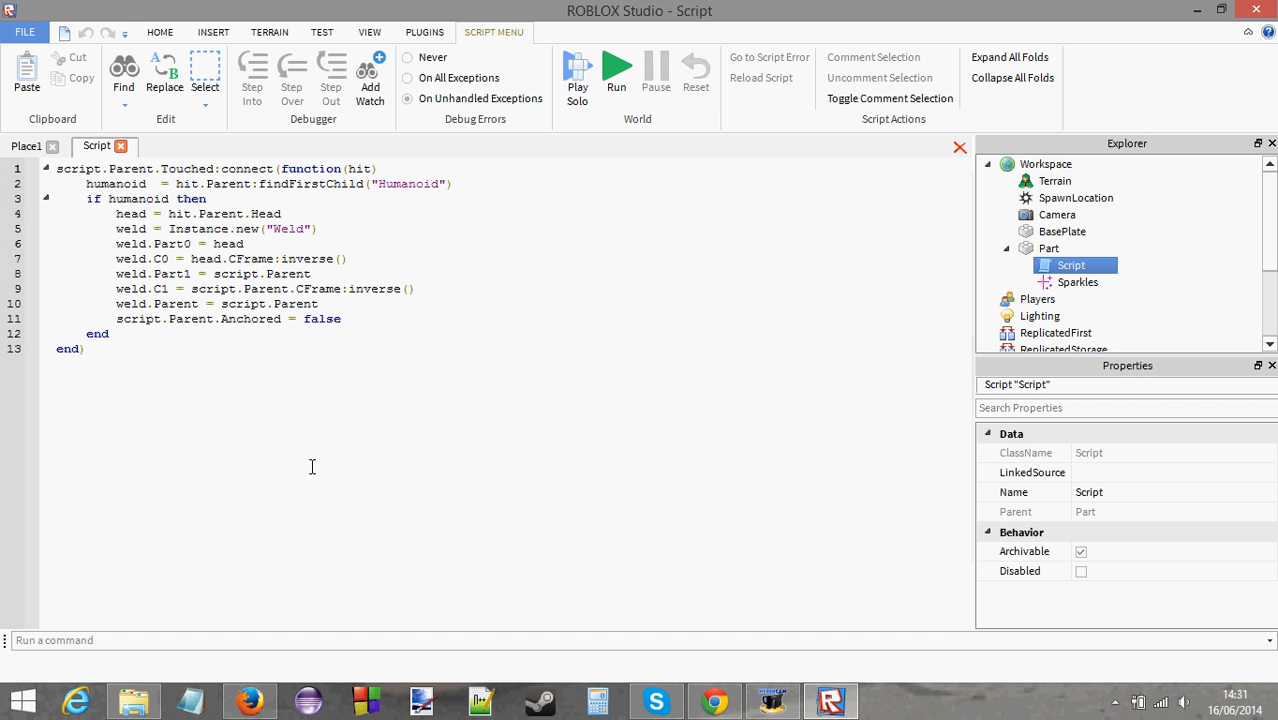 ROBLOX Studio - Script
FILE HOME INSERT TERRAIN TEST VIEW PLUGINS SCRIPT MENU
Paste
Cut
Copy
Clipboard
Find
Replace
Select
Edit
Step Into
Step Over
Step Out
Add Watch
Debugger
Never
On All Exceptions
On Unhandled Exceptions
Debug Errors
Play Solo
Run
Pause
Reset
World
Go to Script Error
Reload Script
Comment Selection
Uncomment Selection
Toggle Comment Selection
Expand All Folds
Collapse All Folds
Script Actions
Place1
Script
1 script.Parent.Touched:connect(function(hit)
2 humanoid  = hit.Parent:findFirstChild("Humanoid")
3 if humanoid then
4 head = hit.Parent.Head
5 weld = Instance.new("Weld")
6 weld.Part0 = head
7 weld.C0 = head.CFrame:inverse()
8 weld.Part1 = script.Parent
9 weld.C1 = script.Parent.CFrame:inverse()
10 weld.Parent = script.Parent
11 script.Parent.Anchored = false
12 end
13 end)
Explorer
Workspace
Terrain
SpawnLocation
Camera
BasePlate
Part
Script
Sparkles
Players
Lighting
ReplicatedFirst
ReplicatedStorage
Properties
Script "Script"
Search Properties
Data
ClassName Script
LinkedSource
Name Script
Parent Part
Behavior
Archivable
Disabled
Run a command
14:31
16/06/2014